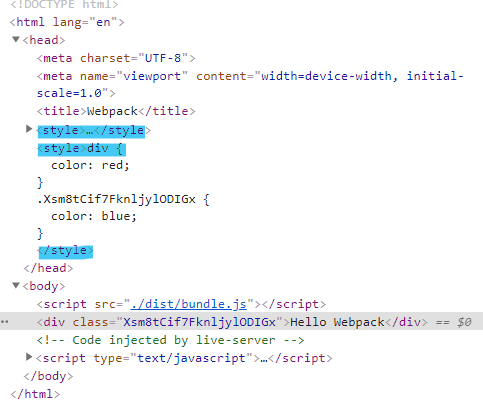 <!DOCTYPE html>
<html lang="en">
<head>
<meta charset="UTF-8">
<meta name="viewport" content="width=device-width, initial-
scale=1.0">
<title>Webpack</title>
<style>…</style>
<style>div {
color: red;
}
.Xsm8tCif7FknljylODIGx {
color: blue;
}
</style>
</head>
<body>
<script src="./dist/bundle.js"></script>
<div class="Xsm8tCif7FknljylODIGx">Hello Webpack</div> == $0
<!-- Code injected by live-server -->
<script type="text/javascript">…</script>
</body>
</html>